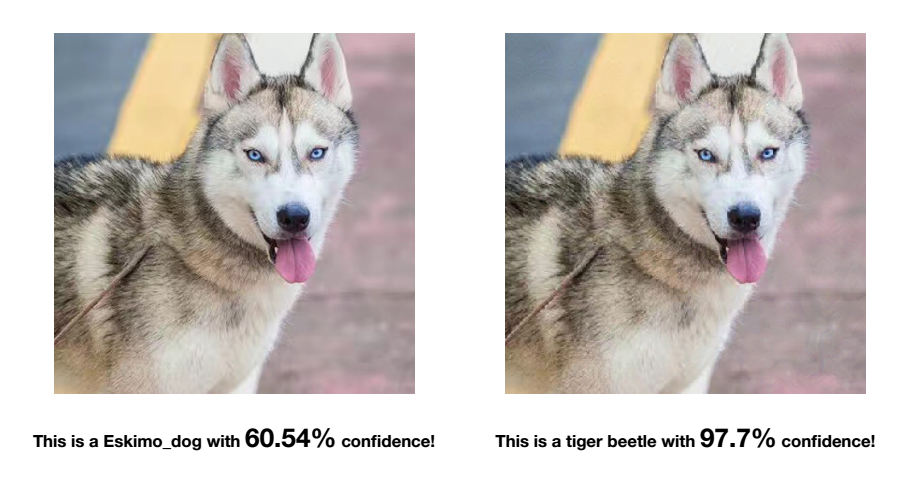 This is a Eskimo_dog with 60.54% confidence!
This is a tiger beetle with 97.7% confidence!